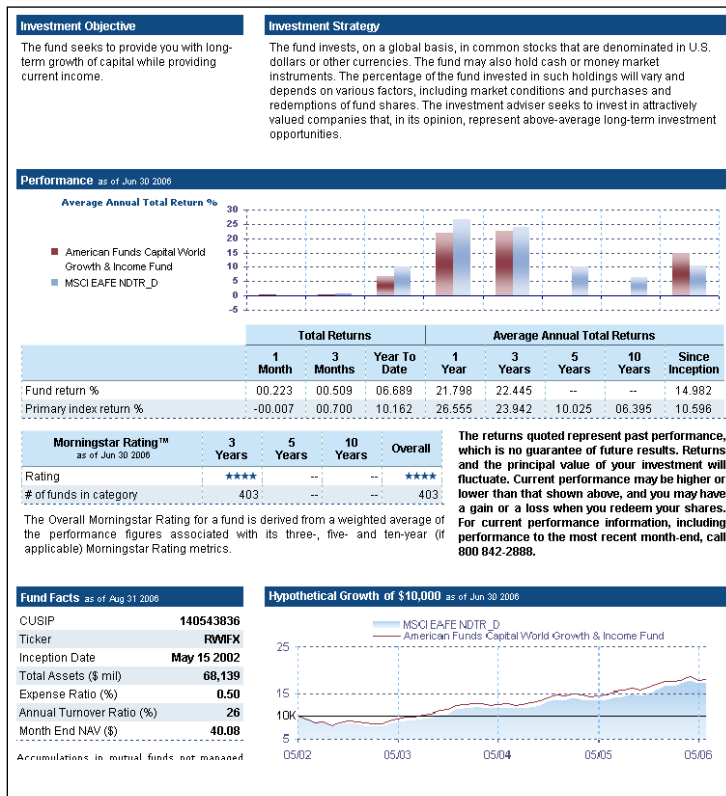 Investment Objective
The fund seeks to provide you with long-
term growth of capital while providing
current income.
Investment Strategy
The fund invests, on a global basis, in common stocks that are denominated in U.S.
dollars or other currencies. The fund may also hold cash or money market
instruments. The percentage of the fund invested in such holdings will vary and
depends on various factors, including market conditions and purchases and
redemptions of fund shares. The investment adviser seeks to invest in attractively
valued companies that, in its opinion, represent above-average long-term investment
opportunities.
Performance as of Jun 30 2006
Average Annual Total Return %
30
25
20
15
10
5
0
-5
American Funds Capital World
Growth & Income Fund
MSCI EAFE NDTR_D
Total Returns Average Annual Total Returns
1 Month 3 Months Year To Date 1 Year 3 Years 5 Years 10 Years Since Inception
Fund return % 00.223 00.509 06.689 21.798 22.445 -- -- 14.982
Primary index return % -00.007 00.700 10.162 26.555 23.942 10.025 06.395 10.596
Morningstar Rating™ as of Jun 30 2006 3 Years 5 Years 10 Years Overall
Rating ★★★★ -- -- ★★★★
# of funds in category 403 -- -- 403
The Overall Morningstar Rating for a fund is derived from a weighted average of
the performance figures associated with its three-, five- and ten-year (if
applicable) Morningstar Rating metrics.
The returns quoted represent past performance,
which is no guarantee of future results. Returns
and the principal value of your investment will
fluctuate. Current performance may be higher or
lower than that shown above, and you may have
a gain or a loss when you redeem your shares.
For current performance information, including
performance to the most recent month-end, call
800 842-2888.
Fund Facts as of Aug 31 2006
CUSIP 140543836
Ticker RWIFX
Inception Date May 15 2002
Total Assets ($ mil) 68,139
Expense Ratio (%) 0.50
Annual Turnover Ratio (%) 26
Month End NAV ($) 40.08
Accumulations in mutual funds not managed
Hypothetical Growth of $10,000 as of Jun 30 2006
MSCI EAFE NDTR_D
American Funds Capital World Growth & Income Fund
25
15
10K
5
05/02 05/03 05/04 05/05 05/06